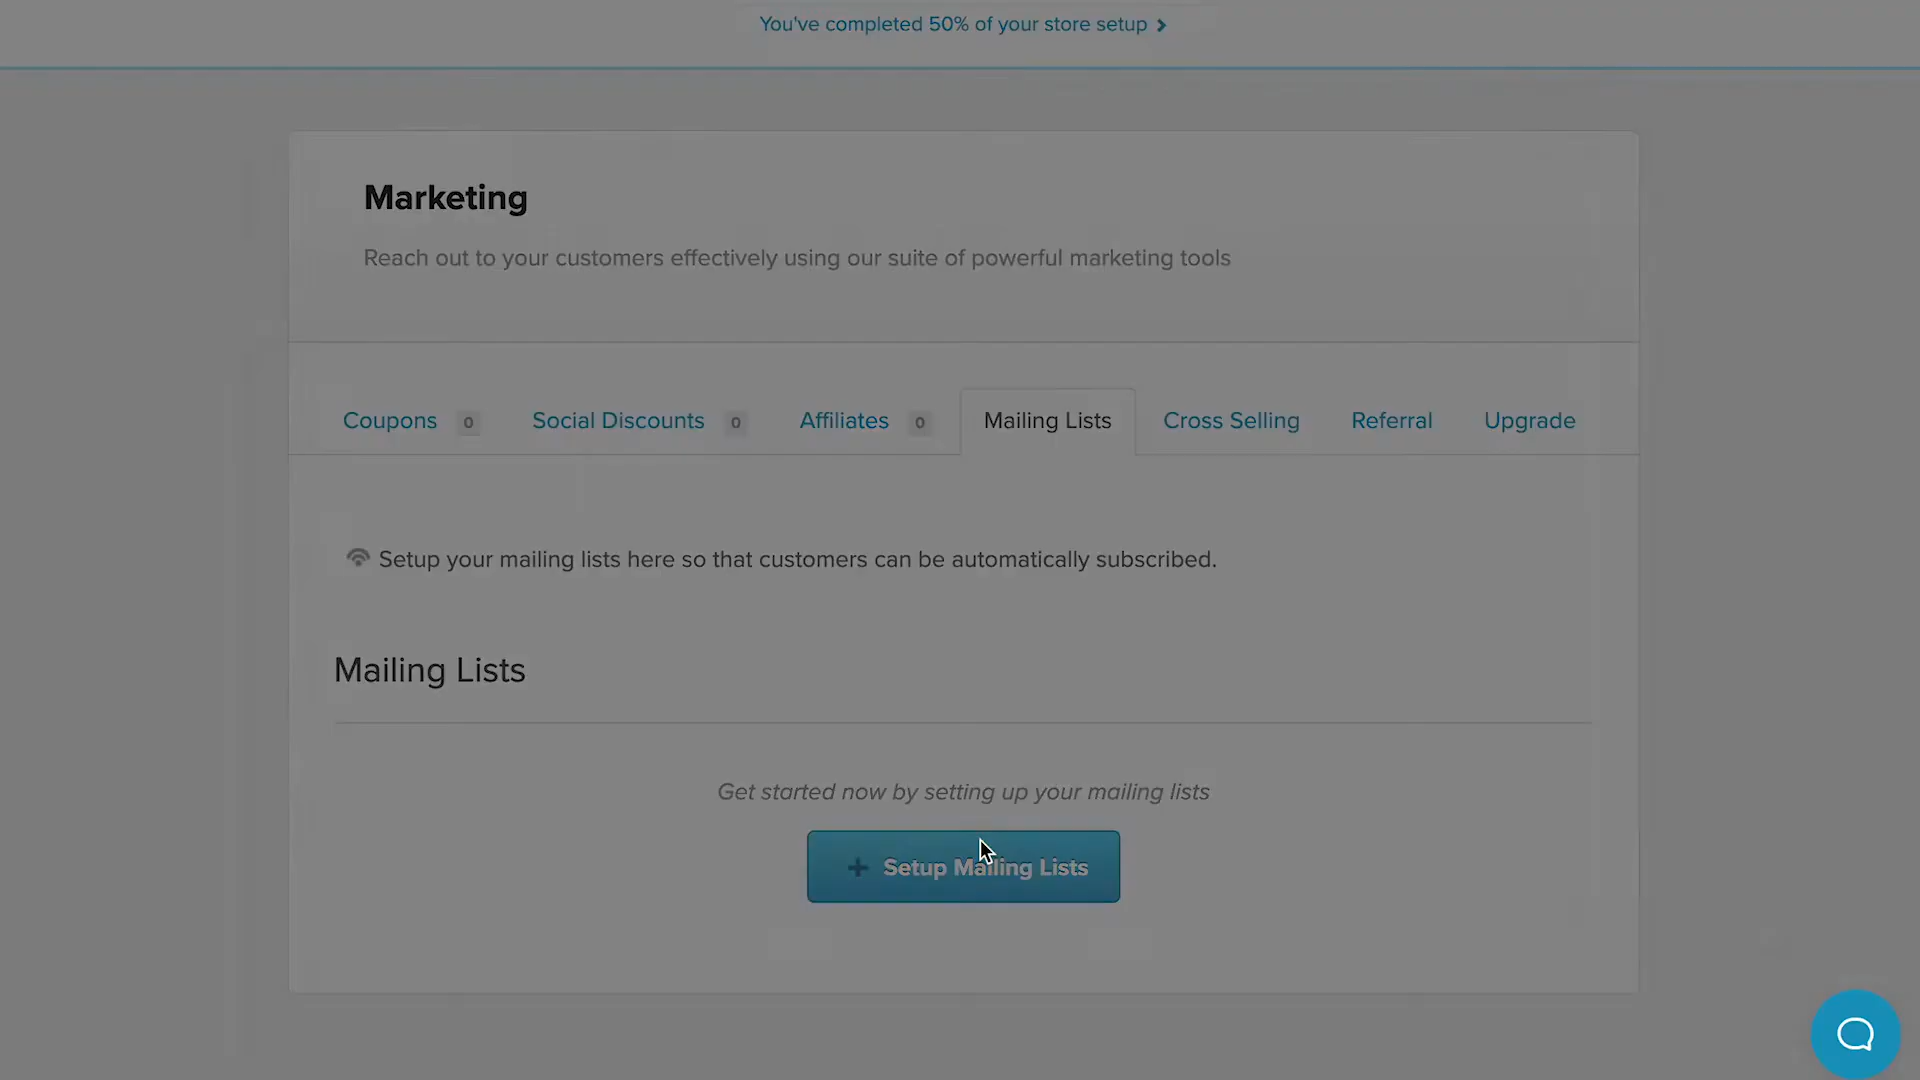 You've completed 50% of your store setup
Marketing
Reach out to your customers effectively using our suite of powerful marketing tools
Coupons 0 Social Discounts 0 Affiliates 0 Mailing Lists Cross Selling Referral Upgrade
Setup your mailing lists here so that customers can be automatically subscribed.
Mailing Lists
Get started now by setting up your mailing lists
+ Setup Mailing Lists